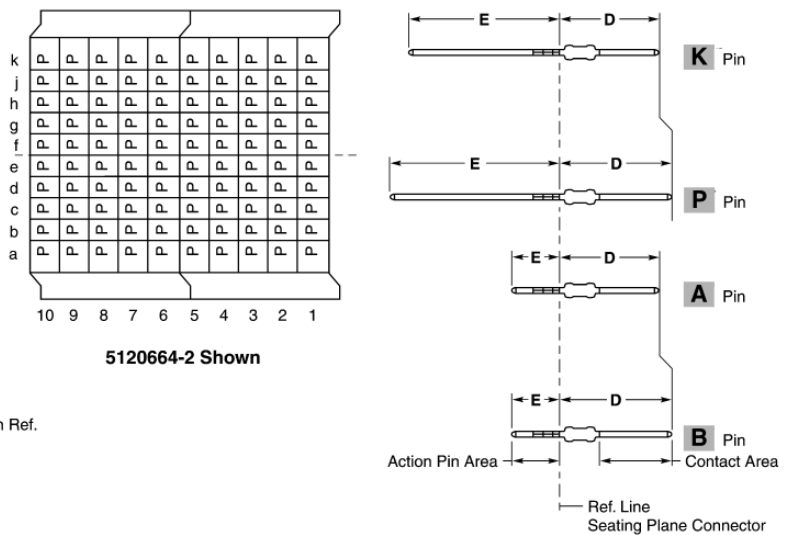 k P P P P P P P P P P
j P P P P P P P P P P
h P P P P P P P P P P
g P P P P P P P P P P
f P P P P P P P P P P
e P P P P P P P P P P
d P P P P P P P P P P
c P P P P P P P P P P
b P P P P P P P P P P
a P P P P P P P P P P
10 9 8 7 6 5 4 3 2 1
5120664-2 Shown
Ref.
E D
K Pin
E D
P Pin
E D
A Pin
E D
B Pin
Action Pin Area
Contact Area
Ref. Line
Seating Plane Connector